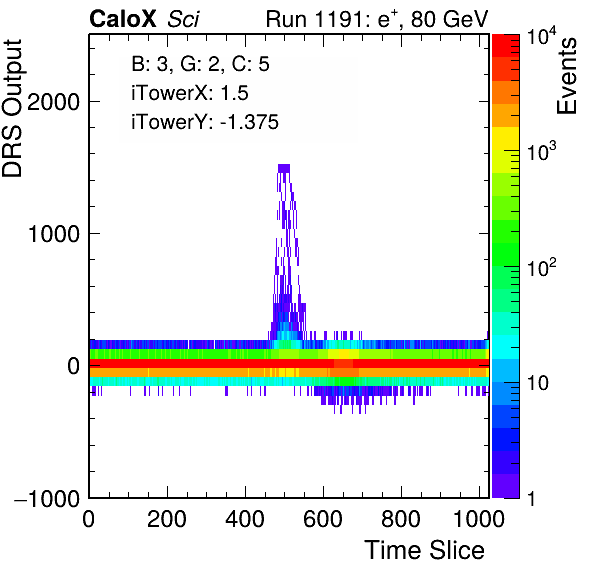 CaloX Sci
Run 1191: e⁺, 80 GeV
B: 3, G: 2, C: 5
iTowerX: 1.5
iTowerY: -1.375
DRS Output
2000
1000
0
−1000
0 200 400 600 800 1000
Time Slice
10⁴
10³
10²
10
1
Events